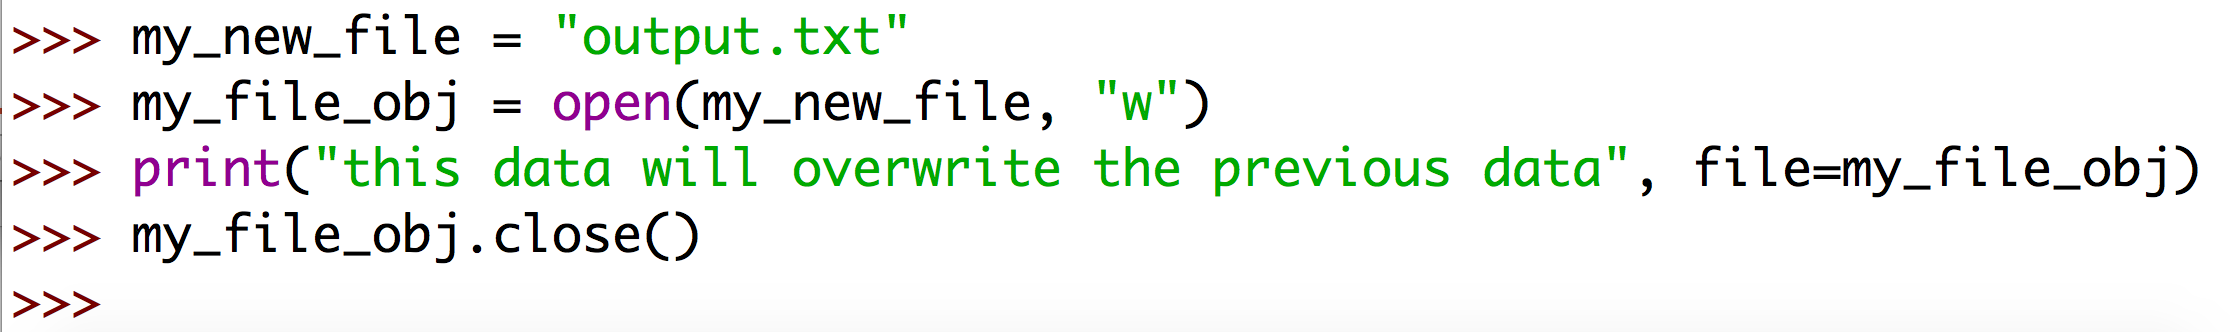 >>> my_new_file = "output.txt"
>>> my_file_obj = open(my_new_file, "w")
>>> print("this data will overwrite the previous data", file=my_file_obj)
>>> my_file_obj.close()
>>>